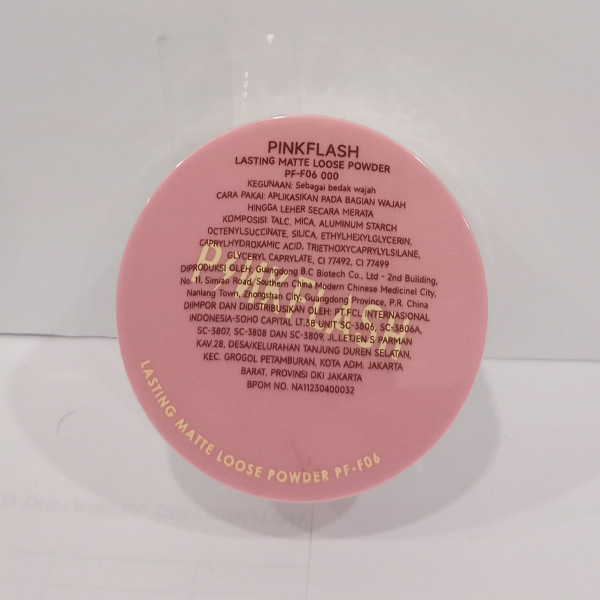 PINKFLASH
LASTING MATTE LOOSE POWDER
PF-F06 000
KEGUNAAN: Sebagai bedak wajah
CARA PAKAI: APLIKASIKAN PADA BAGIAN WAJAH
HINGGA LEHER SECARA MERATA
KOMPOSISI: TALC, MICA, ALUMINUM STARCH
OCTENYLSUCCINATE, SILICA, ETHYLHEXYLGLYCERIN,
CAPRYLHYDROXAMIC ACID, TRIETHOXYCAPRYLYLSILANE,
GLYCERYL CAPRYLATE, CI 77492, CI 77499
DIPRODUKSI OLEH: Guangdong B.C Biotech Co., Ltd - 2nd Building,
No. 11. Simiao Road, Southern China Modern Chinese Medicinel City,
Nanlang Town, Zhongshan City, Guangdong Province, P.R. China
DIIMPOR DAN DIDISTRIBUSIKAN OLEH: PT.FCL INTERNASIONAL
INDONESIA-SOHO CAPITAL LT.38 UNIT SC-3806, SC-3806A,
SC-3807, SC-3808 DAN SC-3809, JL.LETJEN S PARMAN
KAV.28, DESA/KELURAHAN TANJUNG DUREN SELATAN,
KEC. GROGOL PETAMBURAN, KOTA ADM. JAKARTA
BARAT, PROVINSI DKI JAKARTA
BPOM NO. NA11230400032
PINKFLASH
LASTING MATTE LOOSE POWDER PF-F06